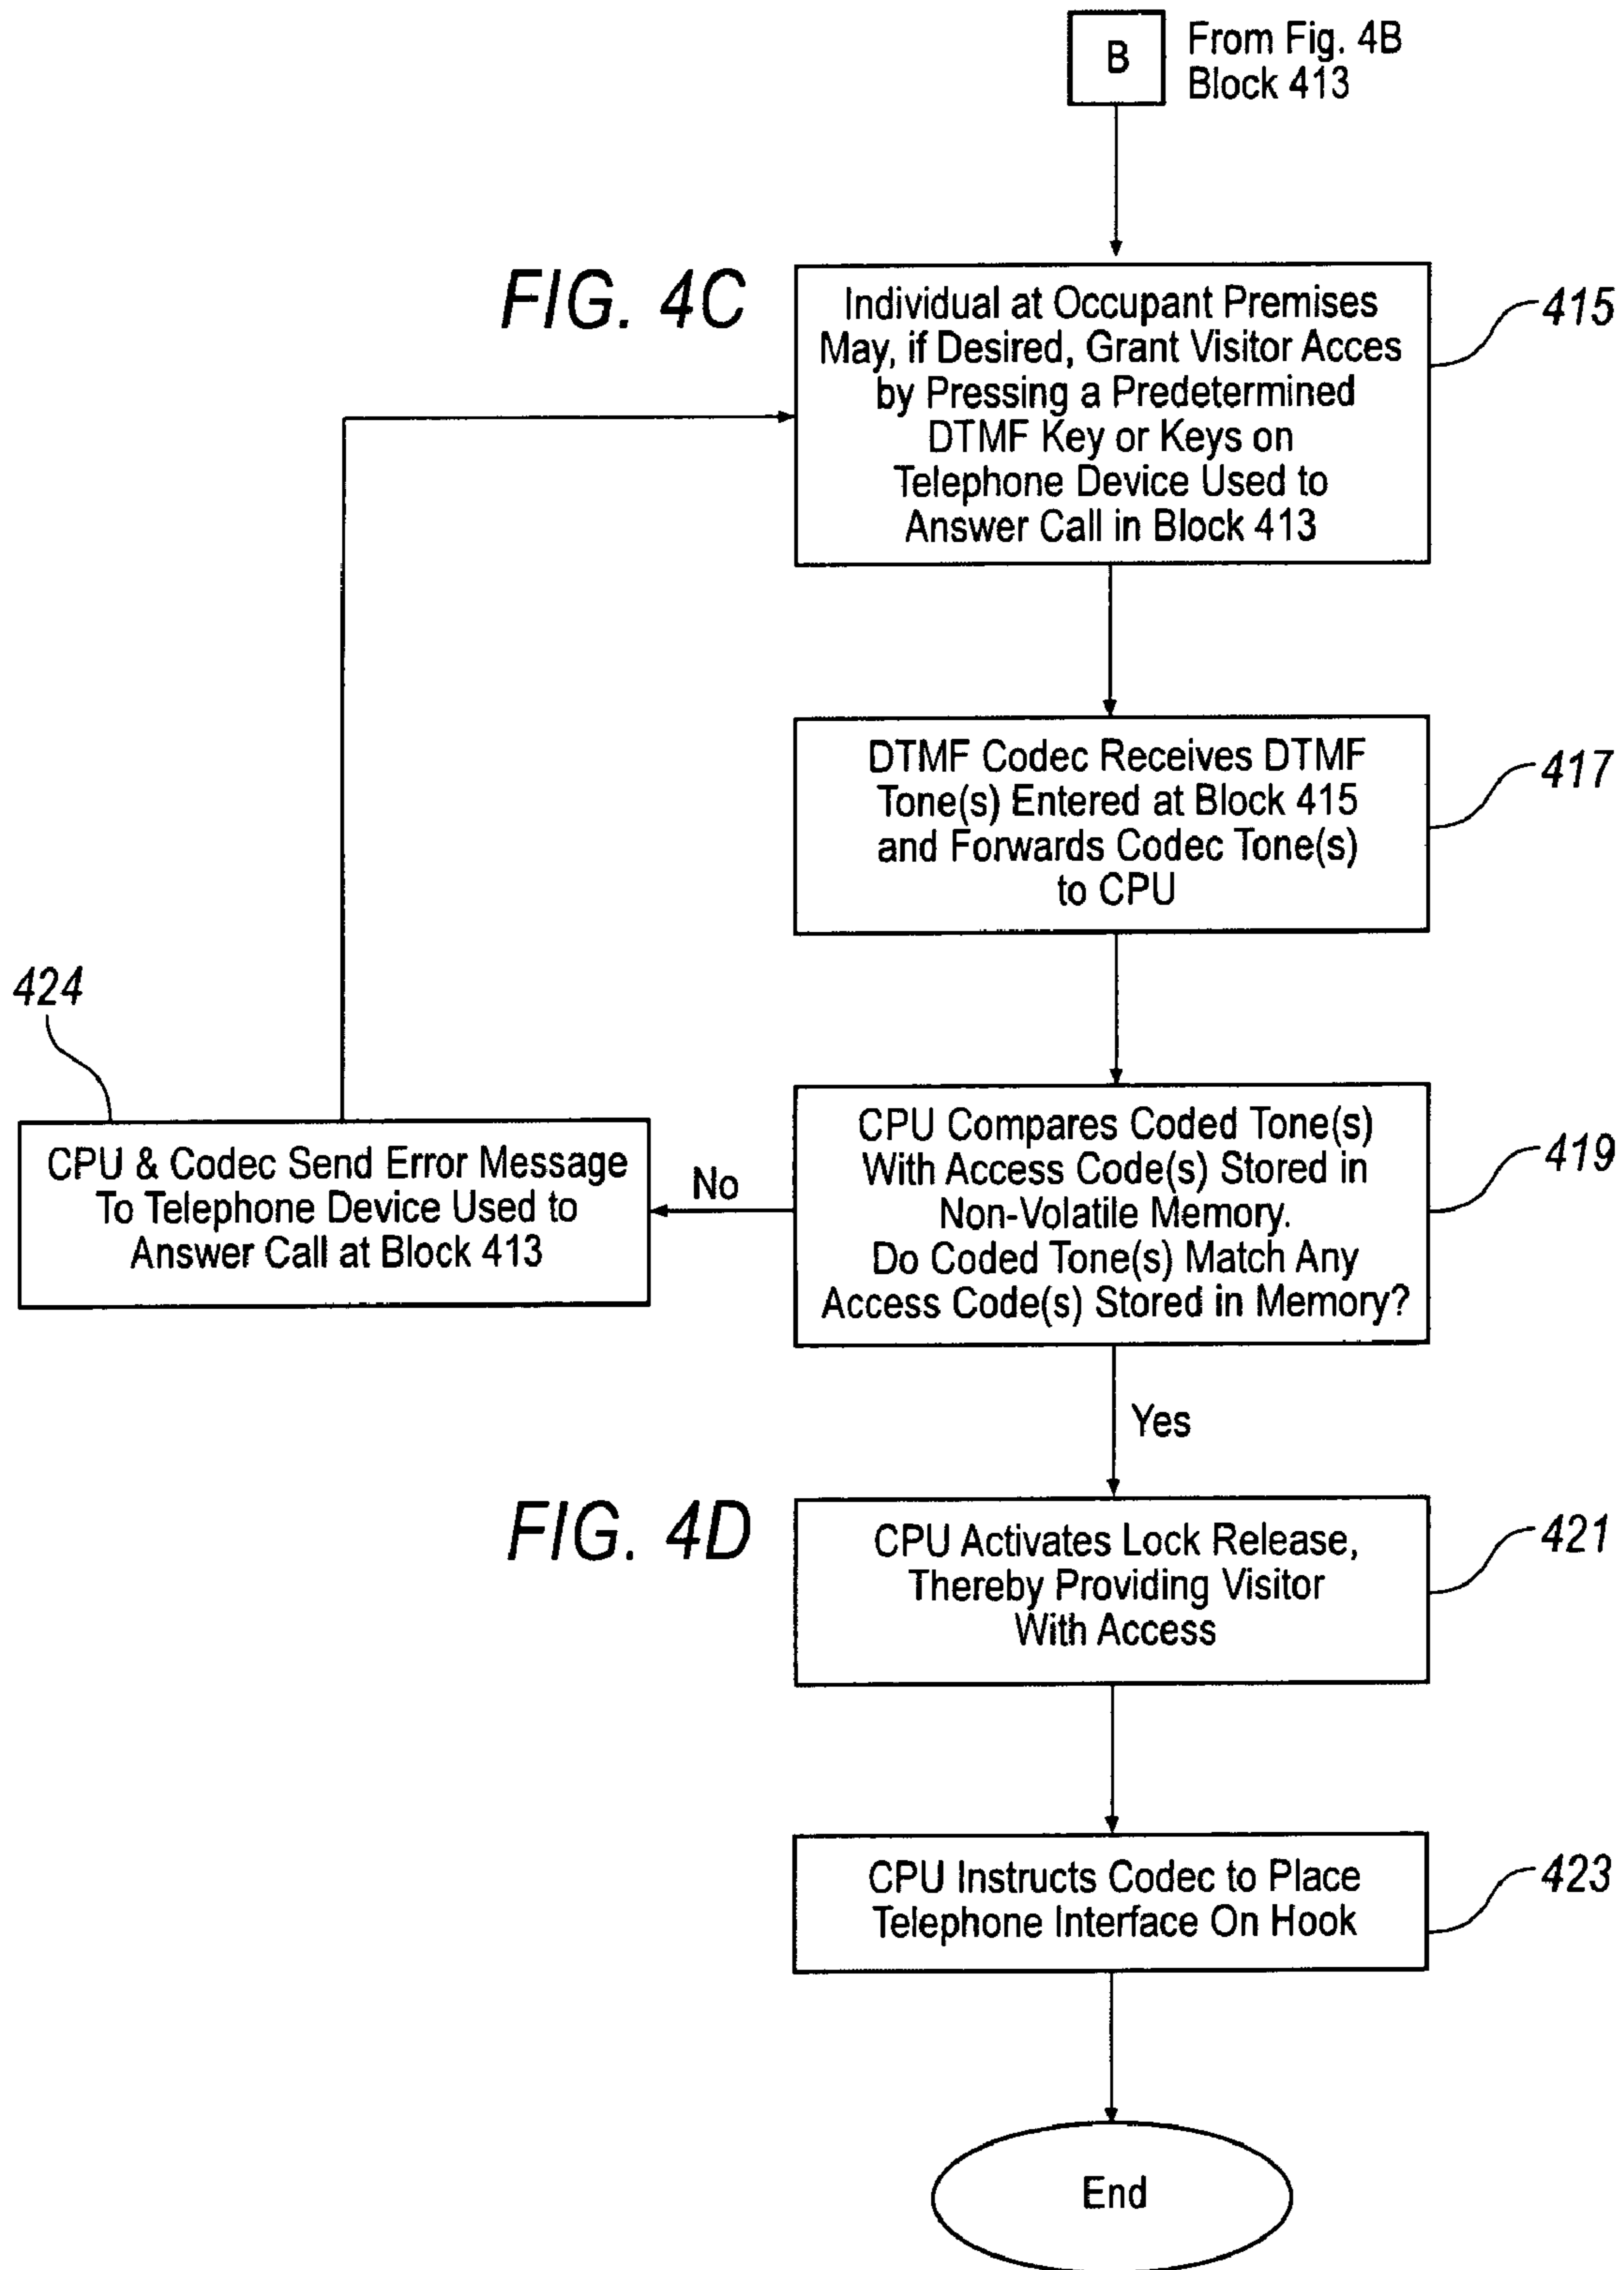 B
From Fig. 4B
Block 413
FIG. 4C
Individual at Occupant Premises
May, if Desired, Grant Visitor Acces
by Pressing a Predetermined
DTMF Key or Keys on
Telephone Device Used to
Answer Call in Block 413
415
DTMF Codec Receives DTMF
Tone(s) Entered at Block 415
and Forwards Codec Tone(s)
to CPU
417
424
CPU & Codec Send Error Message
To Telephone Device Used to
Answer Call at Block 413
No
CPU Compares Coded Tone(s)
With Access Code(s) Stored in
Non-Volatile Memory.
Do Coded Tone(s) Match Any
Access Code(s) Stored in Memory?
419
Yes
FIG. 4D
CPU Activates Lock Release,
Thereby Providing Visitor
With Access
421
CPU Instructs Codec to Place
Telephone Interface On Hook
423
End